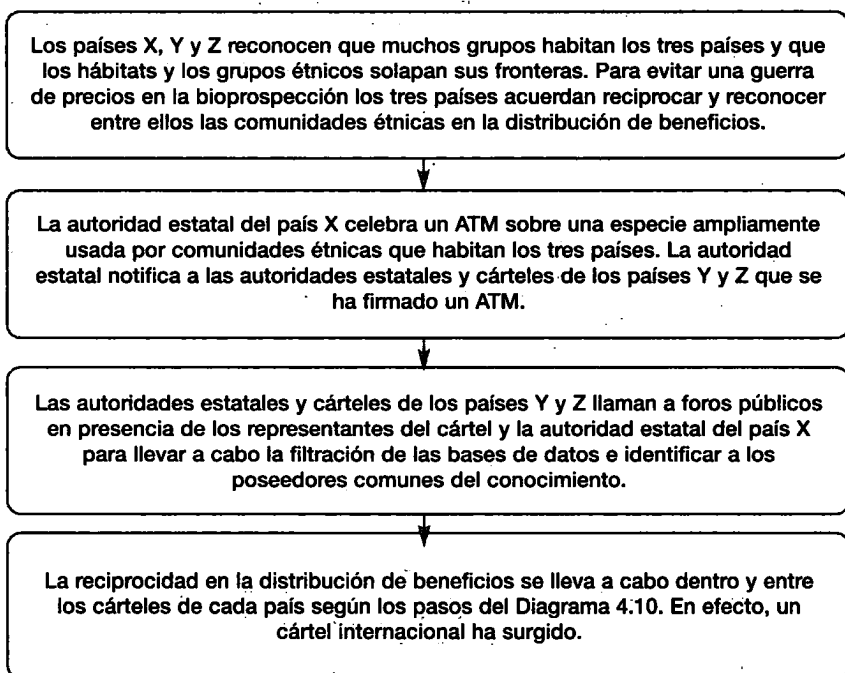 Los países X, Y y Z reconocen que muchos grupos habitan los tres países y que
los hábitats y los grupos étnicos solapan sus fronteras. Para evitar una guerra
de precios en la bioprospección los tres países acuerdan reciprocar y reconocer
entre ellos las comunidades étnicas en la distribución de beneficios.
La autoridad estatal del país X celebra un ATM sobre una especie ampliamente
usada por comunidades étnicas que habitan los tres países. La autoridad
estatal notifica a las autoridades estatales y cárteles de los países Y y Z que se
ha firmado un ATM.
Las autoridades estatales y cárteles de los países Y y Z llaman a foros públicos
en presencia de los representantes del cártel y la autoridad estatal del país X
para llevar a cabo la filtración de las bases de datos e identificar a los
poseedores comunes del conocimiento.
La reciprocidad en la distribución de beneficios se lleva a cabo dentro y entre
los cárteles de cada país según los pasos del Diagrama 4.10. En efecto, un
cártel internacional ha surgido.